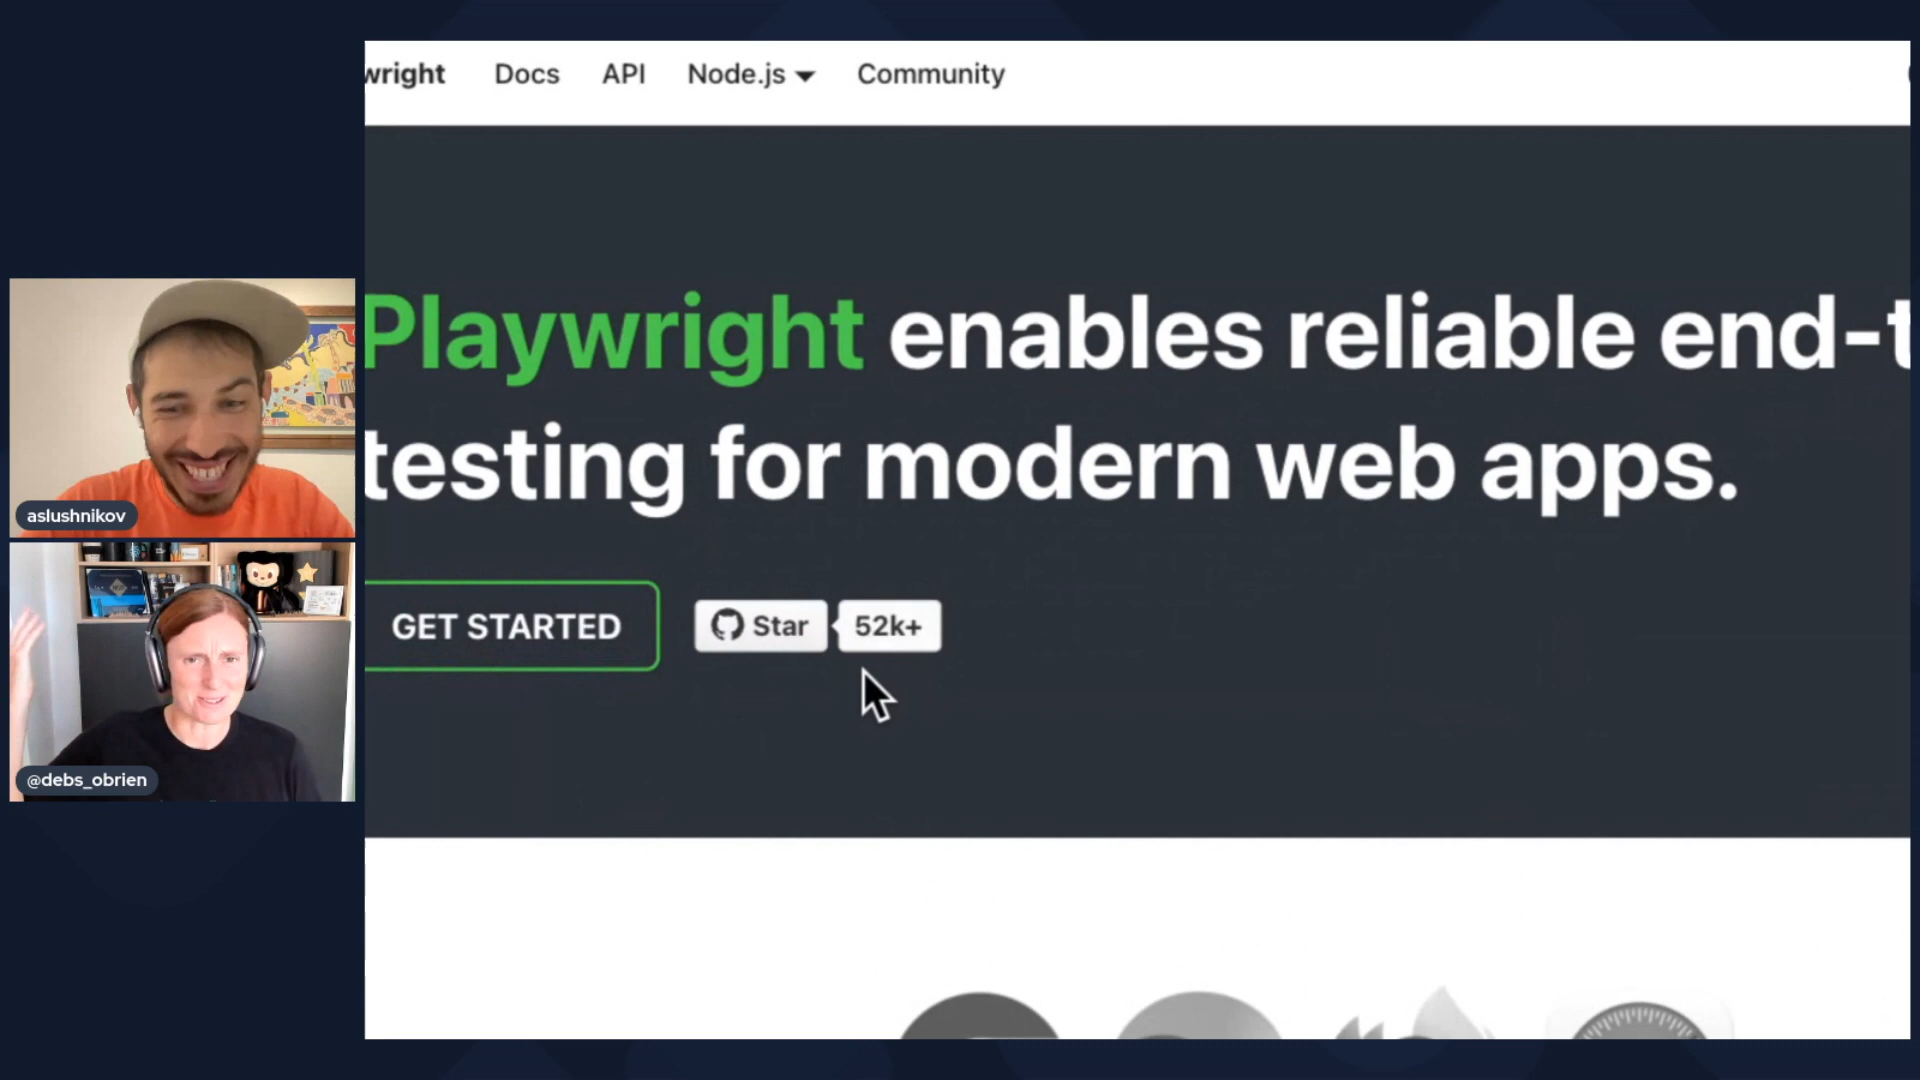 wright Docs API Node.js Community
Playwright enables reliable end-t
testing for modern web apps.
GET STARTED Star 52k+
aslushnikov
@debs_obrien